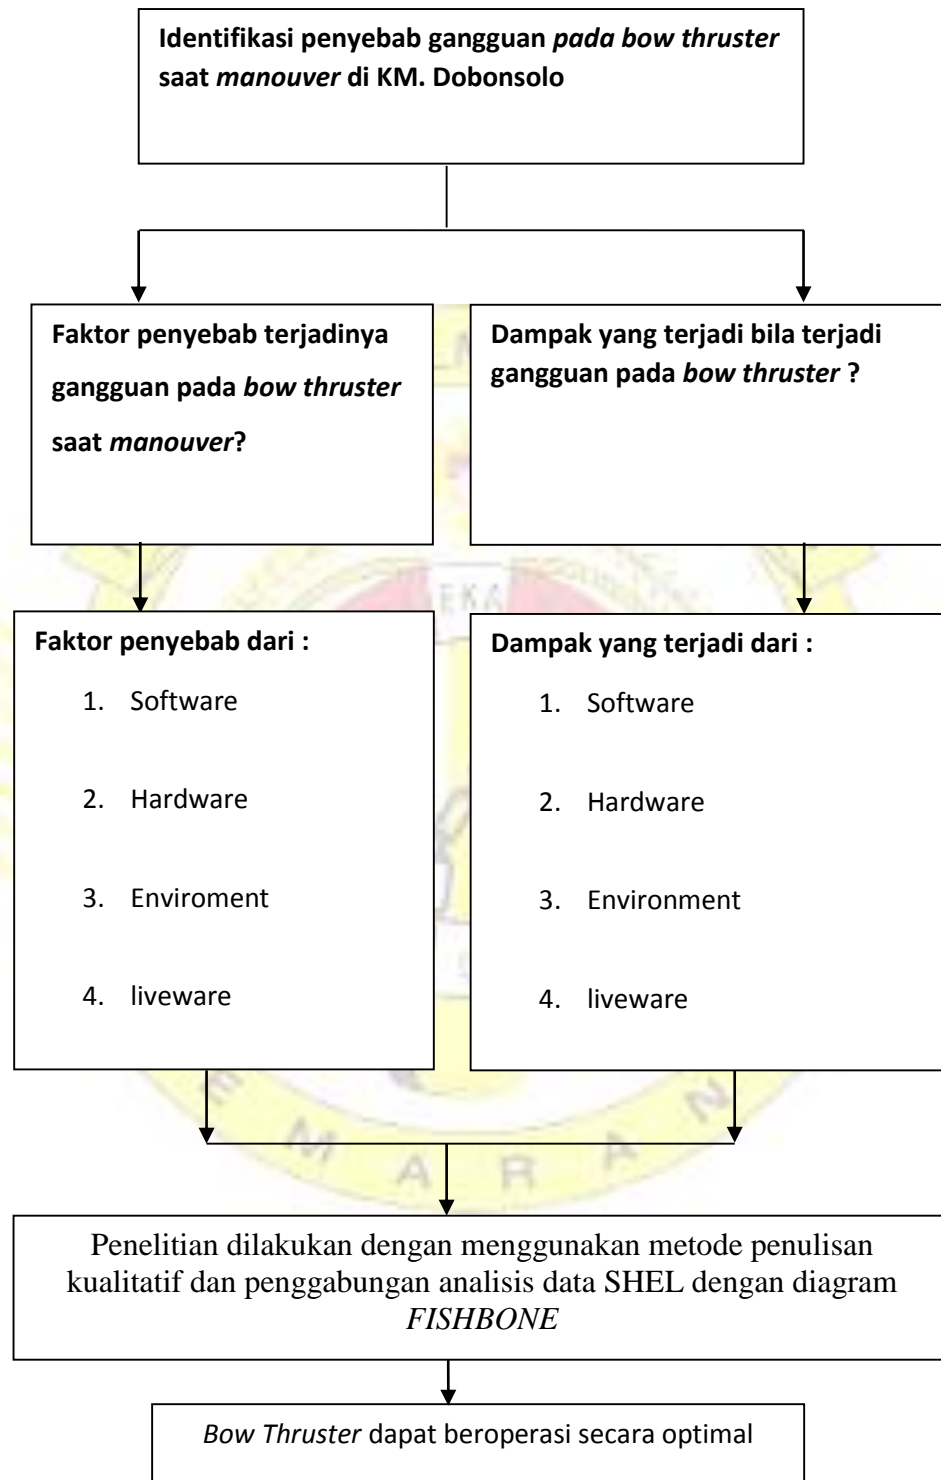 Identifikasi penyebab gangguan pada bow thruster
saat manouver di KM. Dobonsolo
Faktor penyebab terjadinya
gangguan pada bow thruster
saat manouver?
Dampak yang terjadi bila terjadi
gangguan pada bow thruster ?
Faktor penyebab dari :
1. Software
2. Hardware
3. Enviroment
4. liveware
Dampak yang terjadi dari :
1. Software
2. Hardware
3. Environment
4. liveware
E M A R A N
Penelitian dilakukan dengan menggunakan metode penulisan
kualitatif dan penggabungan analisis data SHEL dengan diagram
FISHBONE
Bow Thruster dapat beroperasi secara optimal